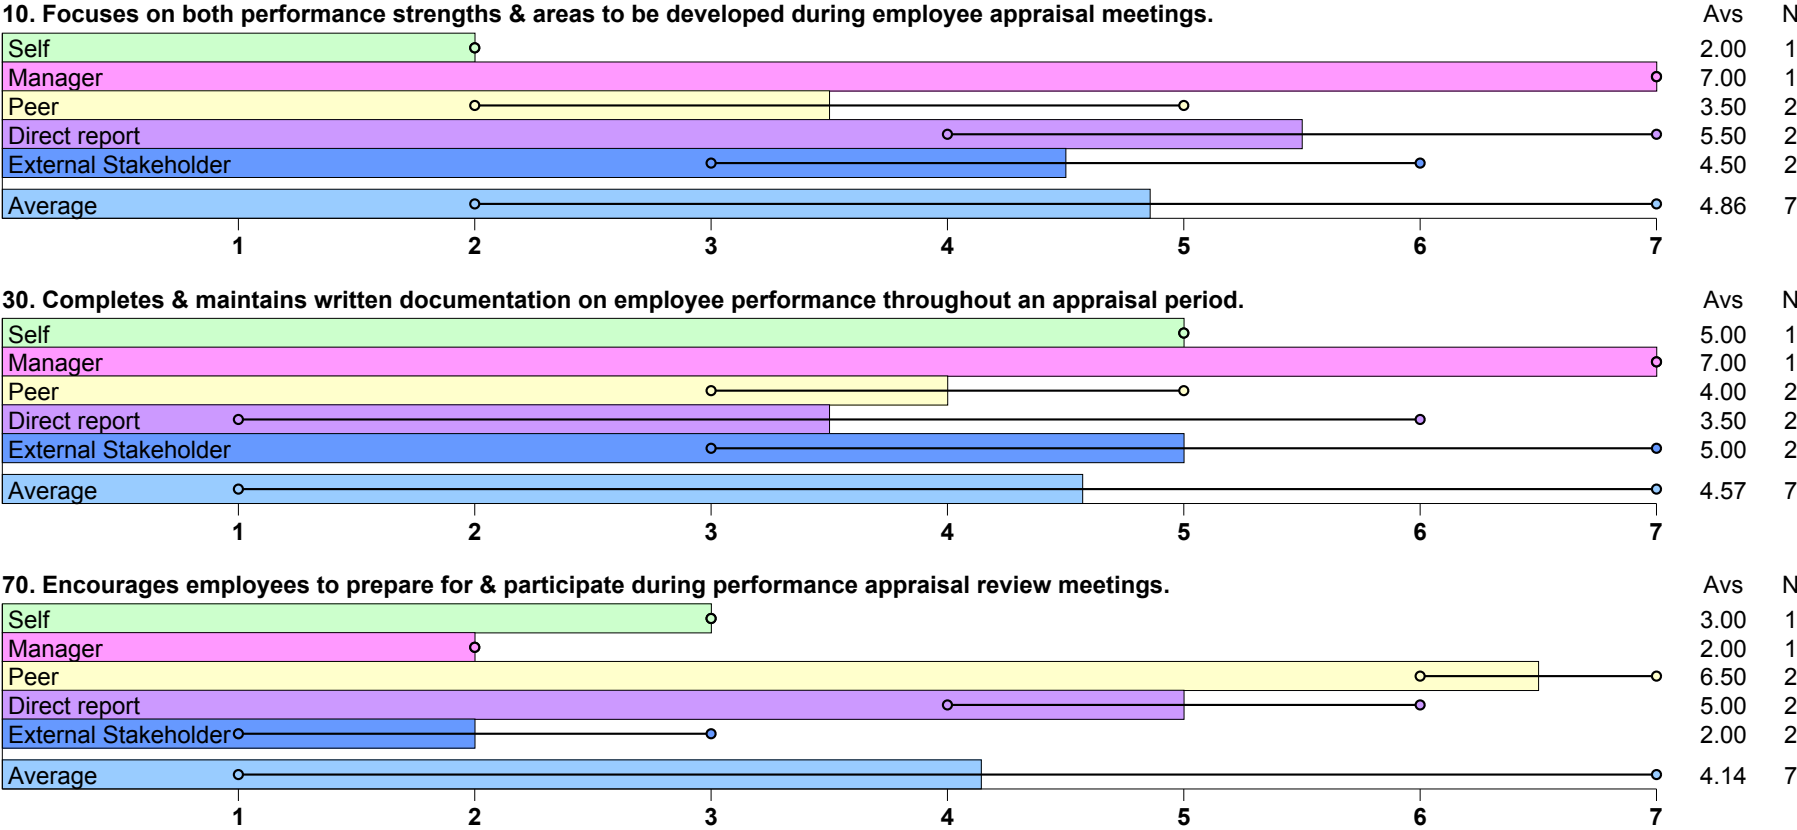 10. Focuses on both performance strengths & areas to be developed during employee appraisal meetings. Avs N
Self 2.00 1
Manager 7.00 1
Peer 3.50 2
Direct report 5.50 2
External Stakeholder 4.50 2
Average 4.86 7
1 2 3 4 5 6 7
30. Completes & maintains written documentation on employee performance throughout an appraisal period. Avs N
Self 5.00 1
Manager 7.00 1
Peer 4.00 2
Direct report 3.50 2
External Stakeholder 5.00 2
Average 4.57 7
1 2 3 4 5 6 7
70. Encourages employees to prepare for & participate during performance appraisal review meetings. Avs N
Self 3.00 1
Manager 2.00 1
Peer 6.50 2
Direct report 5.00 2
External Stakeholder 2.00 2
Average 4.14 7
1 2 3 4 5 6 7